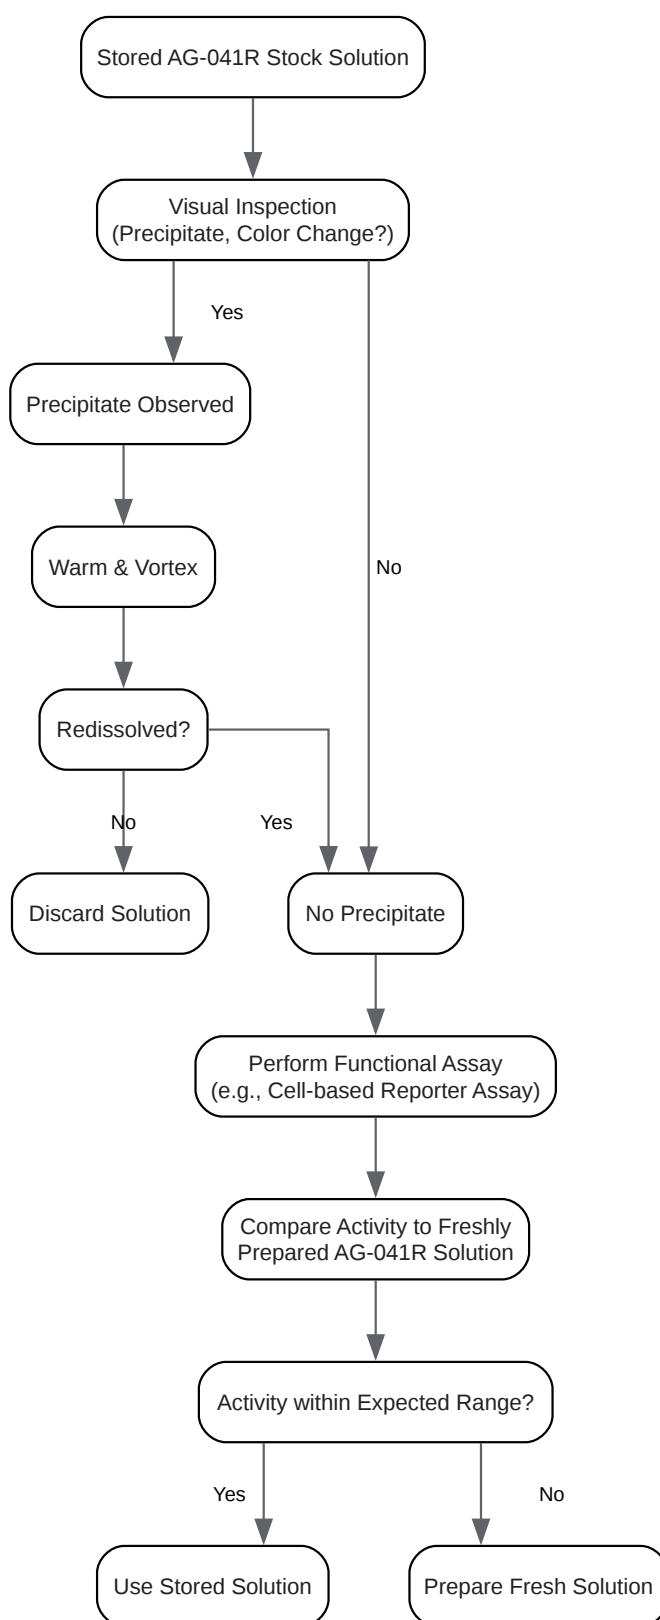 Stored AG-041R Stock Solution
Visual Inspection
(Precipitate, Color Change?)
Yes
Precipitate Observed
Warm & Vortex
No
Redissolved?
No
Yes
Discard Solution
No Precipitate
Perform Functional Assay
(e.g., Cell-based Reporter Assay)
Compare Activity to Freshly
Prepared AG-041R Solution
Activity within Expected Range?
Yes
No
Use Stored Solution
Prepare Fresh Solution